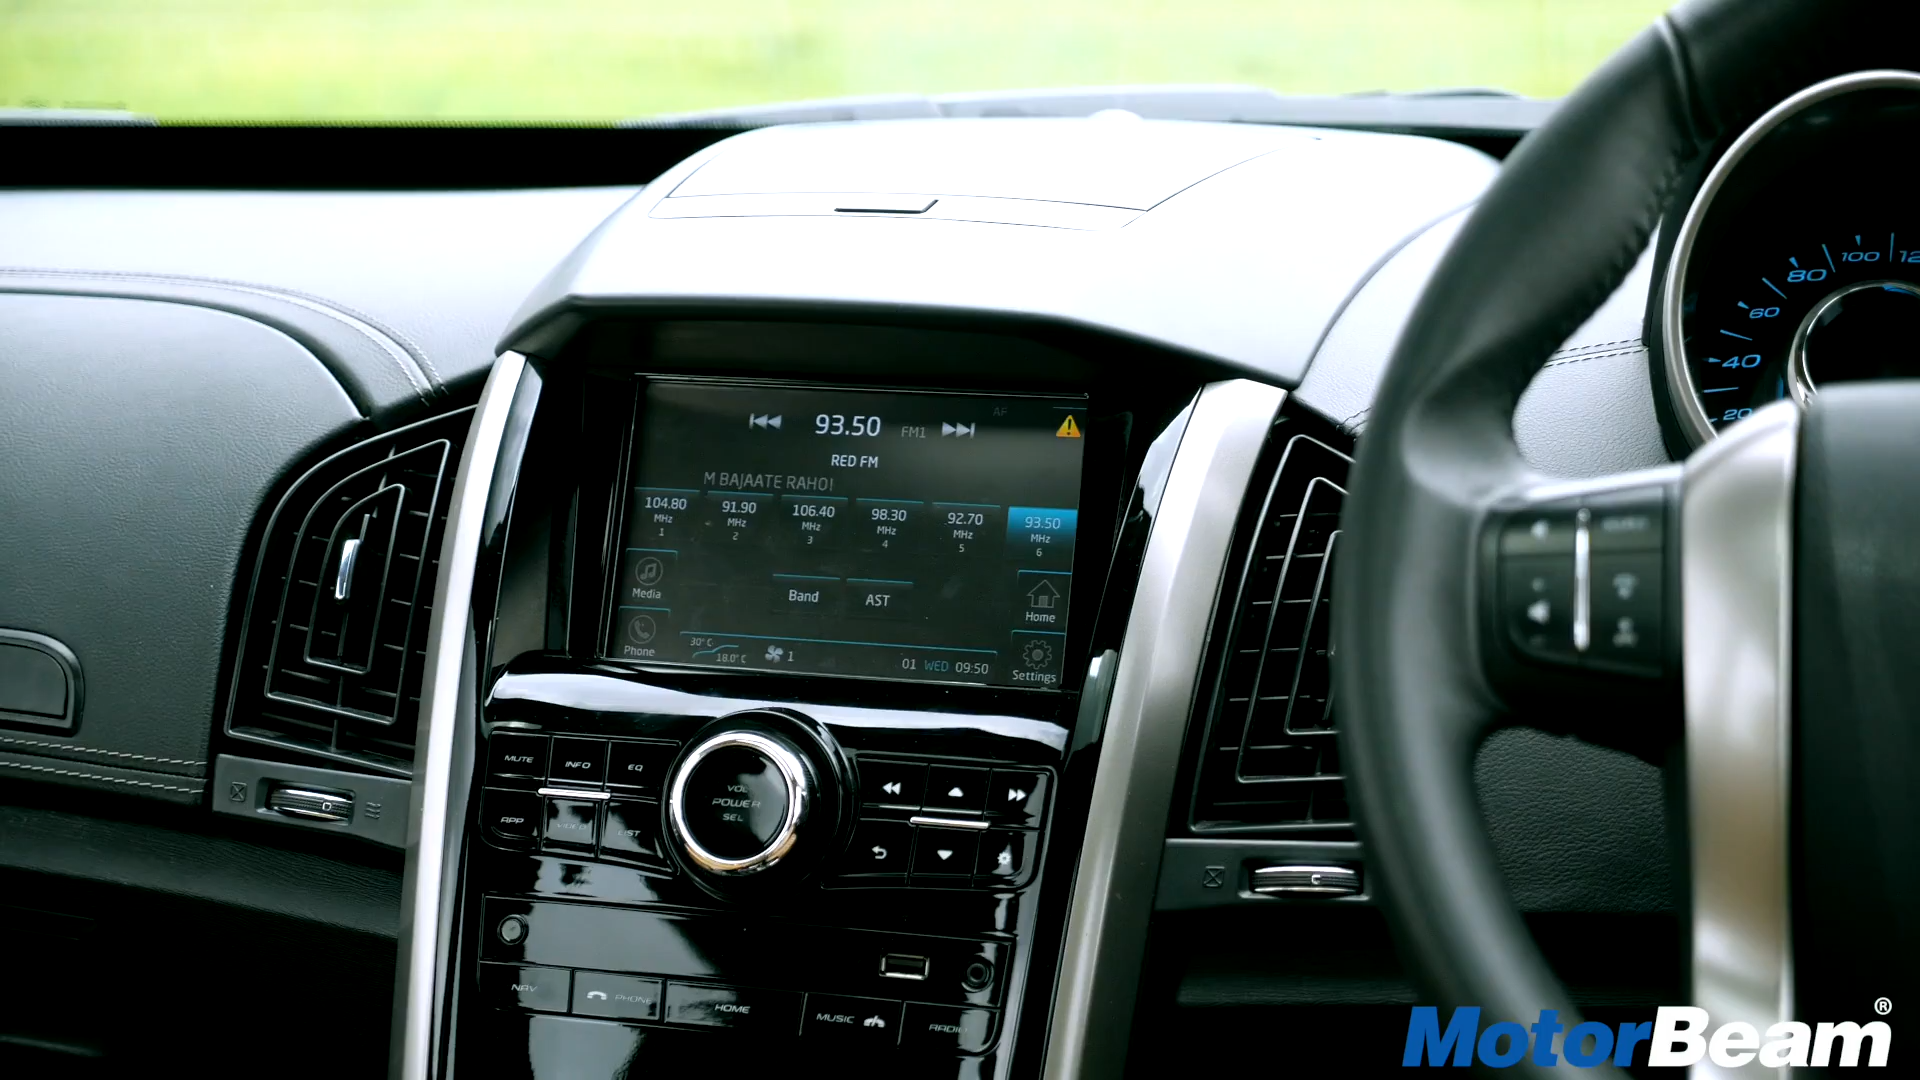 AF
93.50 FM1
RED FM
M BAJAATE RAHO!
104.80 MHz 1
91.90 MHz 2
106.40 MHz 3
98.30 MHz 4
92.70 MHz 5
93.50 MHz 6
Media
Band
AST
Home
Phone
30°C
18.0°C
1
01 WED 09:50
Settings
MUTE
INFO
EQ
APP
VIDEO
LIST
VOL
POWER
SEL
NAV
PHONE
HOME
MUSIC
RADIO
20
40
60
80
100
MotorBeam®